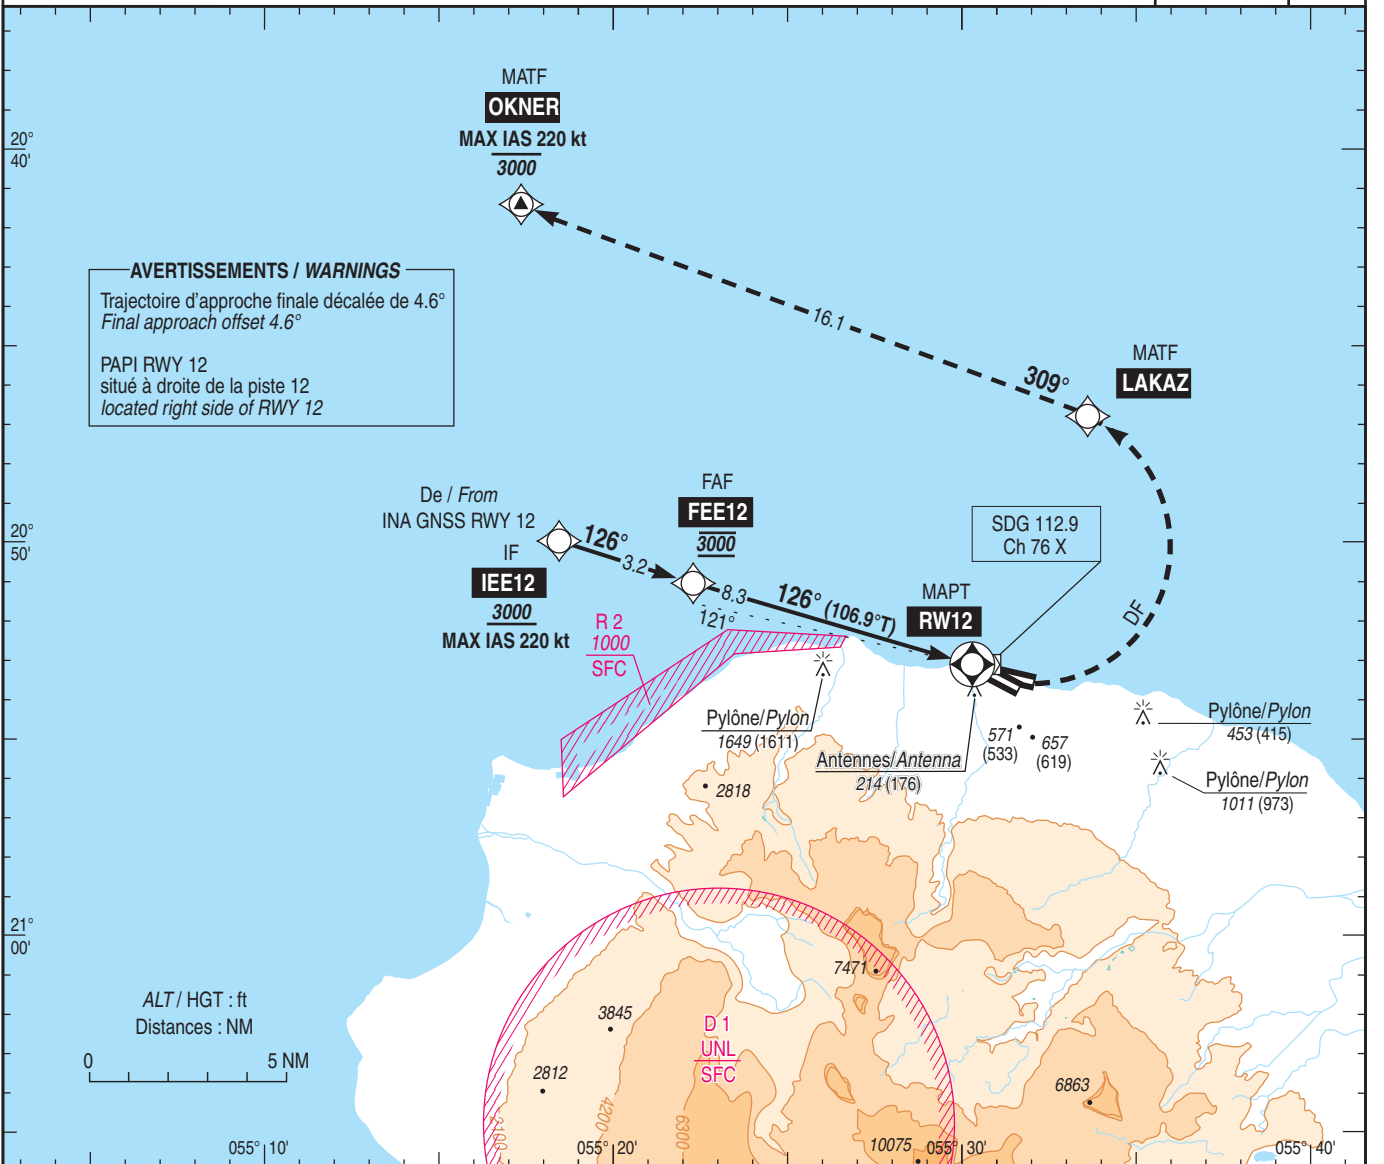 MATF
OKNER
MAX IAS 220 kt
3000
20°
40'
AVERTISSEMENTS / WARNINGS
Trajectoire d'approche finale décalée de 4.6°
Final approach offset 4.6°
PAPI RWY 12
situé à droite de la piste 12
located right side of RWY 12
16.1
309°
MATF
LAKAZ
De / From
INA GNSS RWY 12
IF
IEE12
3000
MAX IAS 220 kt
126°
3.2
FAF
FEE12
3000
8.3
126° (106.9°T)
121°
MAPT
RW12
SDG 112.9
Ch 76 X
DF
20°
50'
R 2
1000
SFC
Pylône/Pylon
1649 (1611)
Antennes/Antenna
214 (176)
571
(533)
657
(619)
Pylône/Pylon
453 (415)
Pylône/Pylon
1011 (973)
2818
21°
00'
7471
3845
2812
D 1
UNL
SFC
6863
10075
2100
4200
6300
ALT / HGT : ft
Distances : NM
0
5 NM
055° 10'
055° 20'
055° 30'
055° 40'